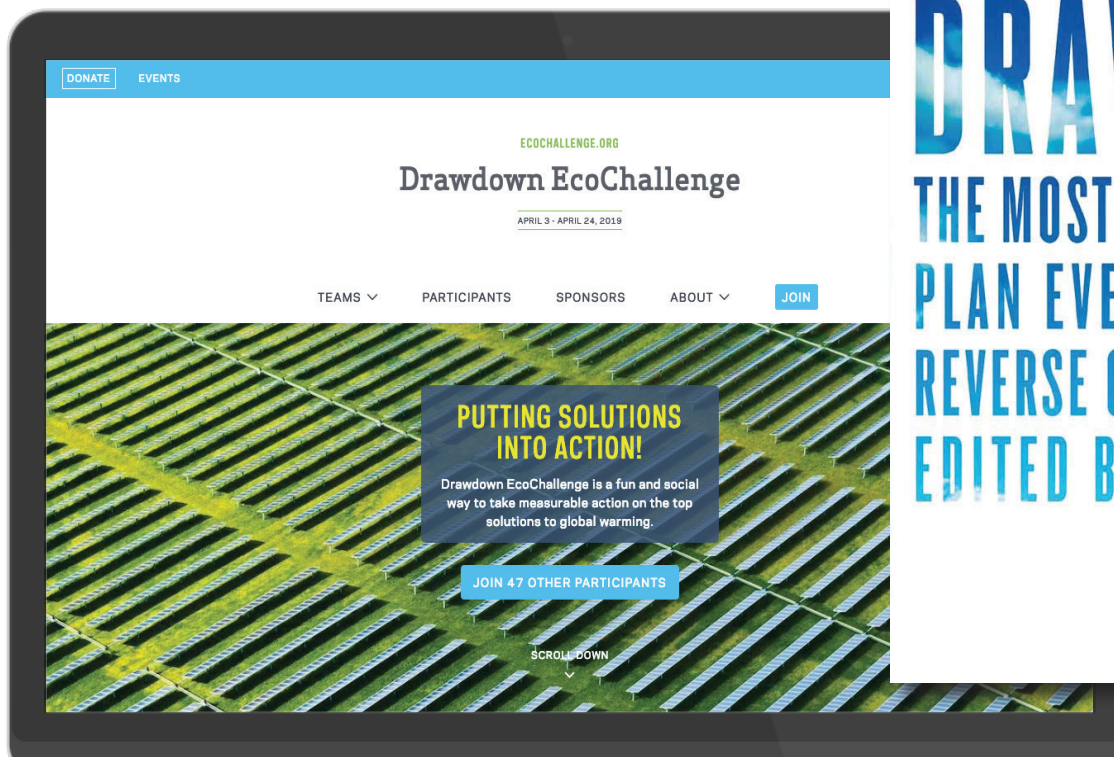 DONATE EVENTS
ECOCHALLENGE.ORG
Drawdown EcoChallenge
APRIL 3 - APRIL 24, 2019
TEAMS PARTICIPANTS SPONSORS ABOUT JOIN
PUTTING SOLUTIONS
INTO ACTION!
Drawdown EcoChallenge is a fun and social
way to take measurable action on the top
solutions to global warming.
JOIN 47 OTHER PARTICIPANTS
SCROLL DOWN
THE MOST
PLAN
REVERSE
EDITED